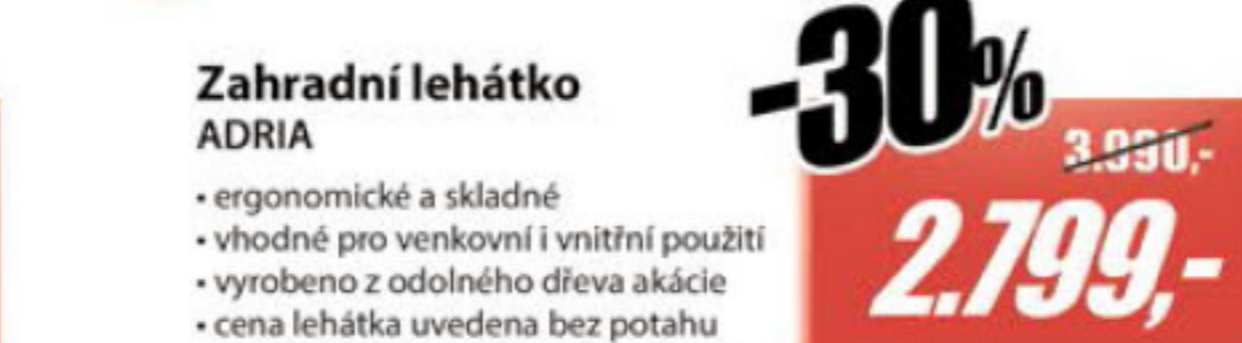 Zahradní lehátko
ADRIA
• ergonomické a skladné
• vhodné pro venkovní i vnitřní použití
• vyrobeno z odolného dřeva akácie
• cena lehátka uvedena bez potahu
-30%
3.990,-
2.799,-